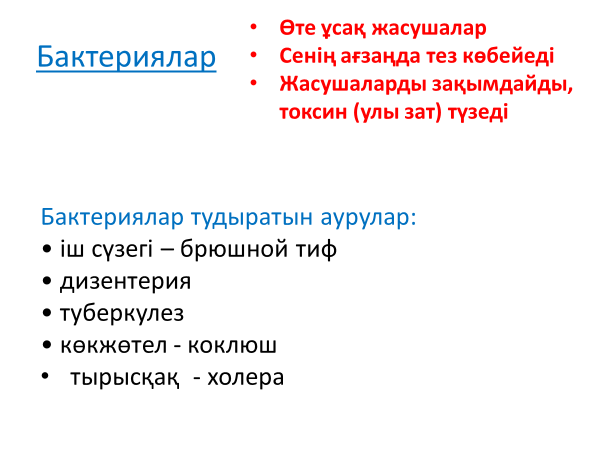 Бактериялар
• Өте ұсақ жасушалар
• Сенің ағзаңда тез көбейеді
• Жасушаларды зақымдайды,
токсин (улы зат) түзеді
Бактериялар тудыратын аурулар:
• іш сүзегі – брюшной тиф
• дизентерия
• туберкулез
• көкжөтел - коклюш
• тырысқақ - холера